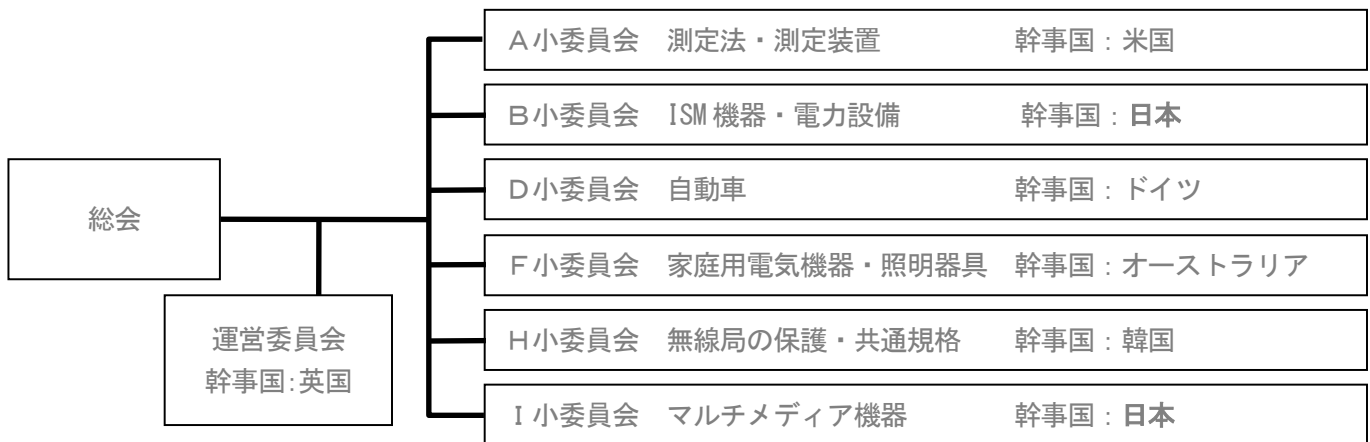 総会
運営委員会
幹事国:英国
A小委員会 測定法・測定装置 幹事国:米国
B小委員会 ISM機器・電力設備 幹事国:日本
D小委員会 自動車 幹事国:ドイツ
F小委員会 家庭用電気機器・照明器具 幹事国:オーストラリア
H小委員会 無線局の保護・共通規格 幹事国:韓国
I小委員会 マルチメディア機器 幹事国:日本